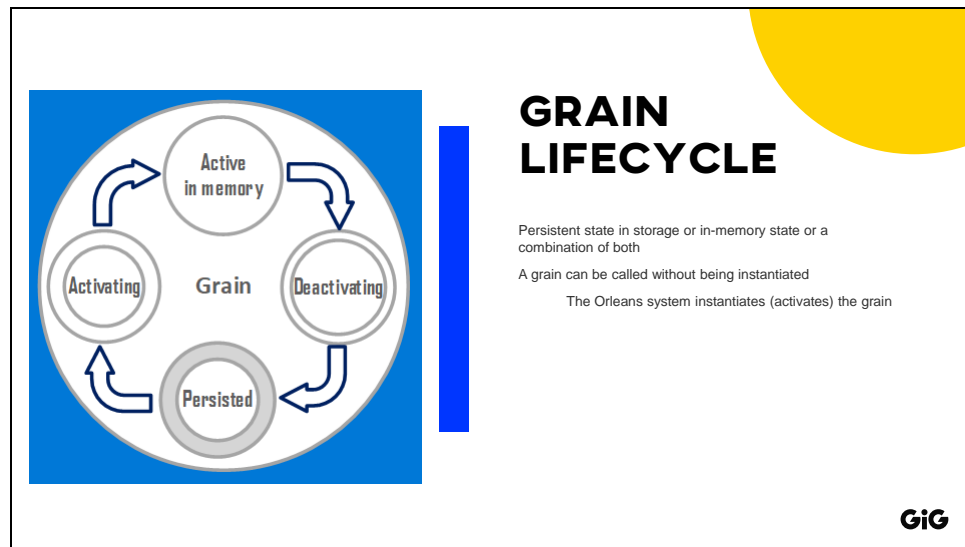 GRAIN
LIFECYCLE
Active
in memory
Activating
Grain
Deactivating
Persisted
Persistent state in storage or in-memory state or a
combination of both
A grain can be called without being instantiated
The Orleans system instantiates (activates) the grain
GiG